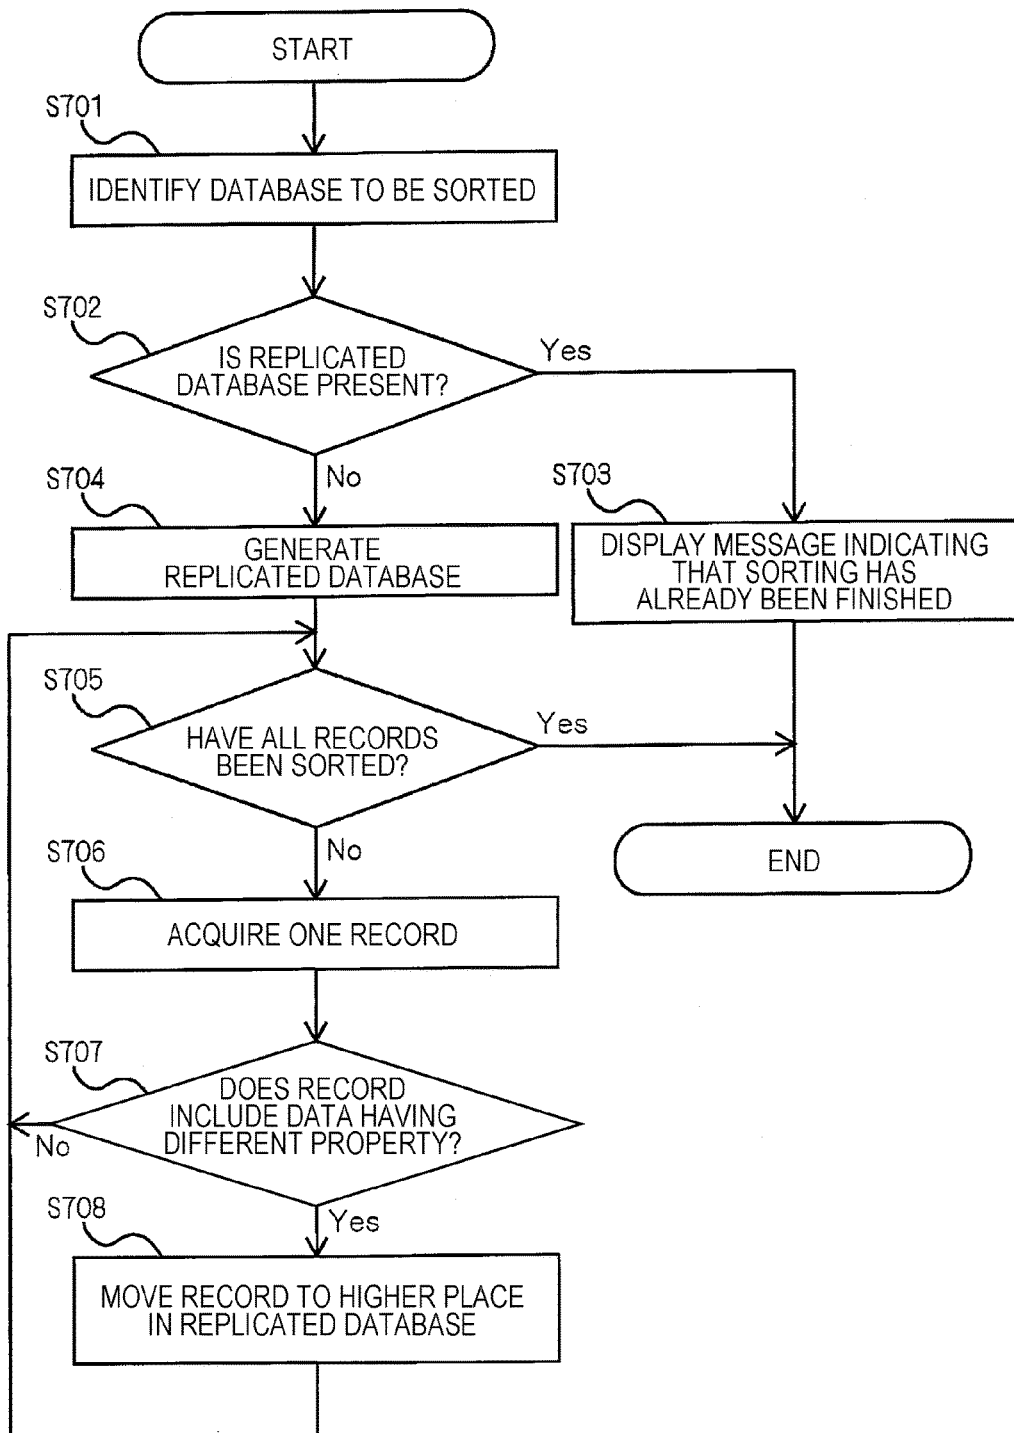 START
S701
IDENTIFY DATABASE TO BE SORTED
S702
IS REPLICATED
DATABASE PRESENT?
Yes
No
S704
GENERATE
REPLICATED DATABASE
S703
DISPLAY MESSAGE INDICATING
THAT SORTING HAS
ALREADY BEEN FINISHED
S705
HAVE ALL RECORDS
BEEN SORTED?
Yes
No
END
S706
ACQUIRE ONE RECORD
S707
DOES RECORD
INCLUDE DATA HAVING
DIFFERENT PROPERTY?
No
Yes
S708
MOVE RECORD TO HIGHER PLACE
IN REPLICATED DATABASE